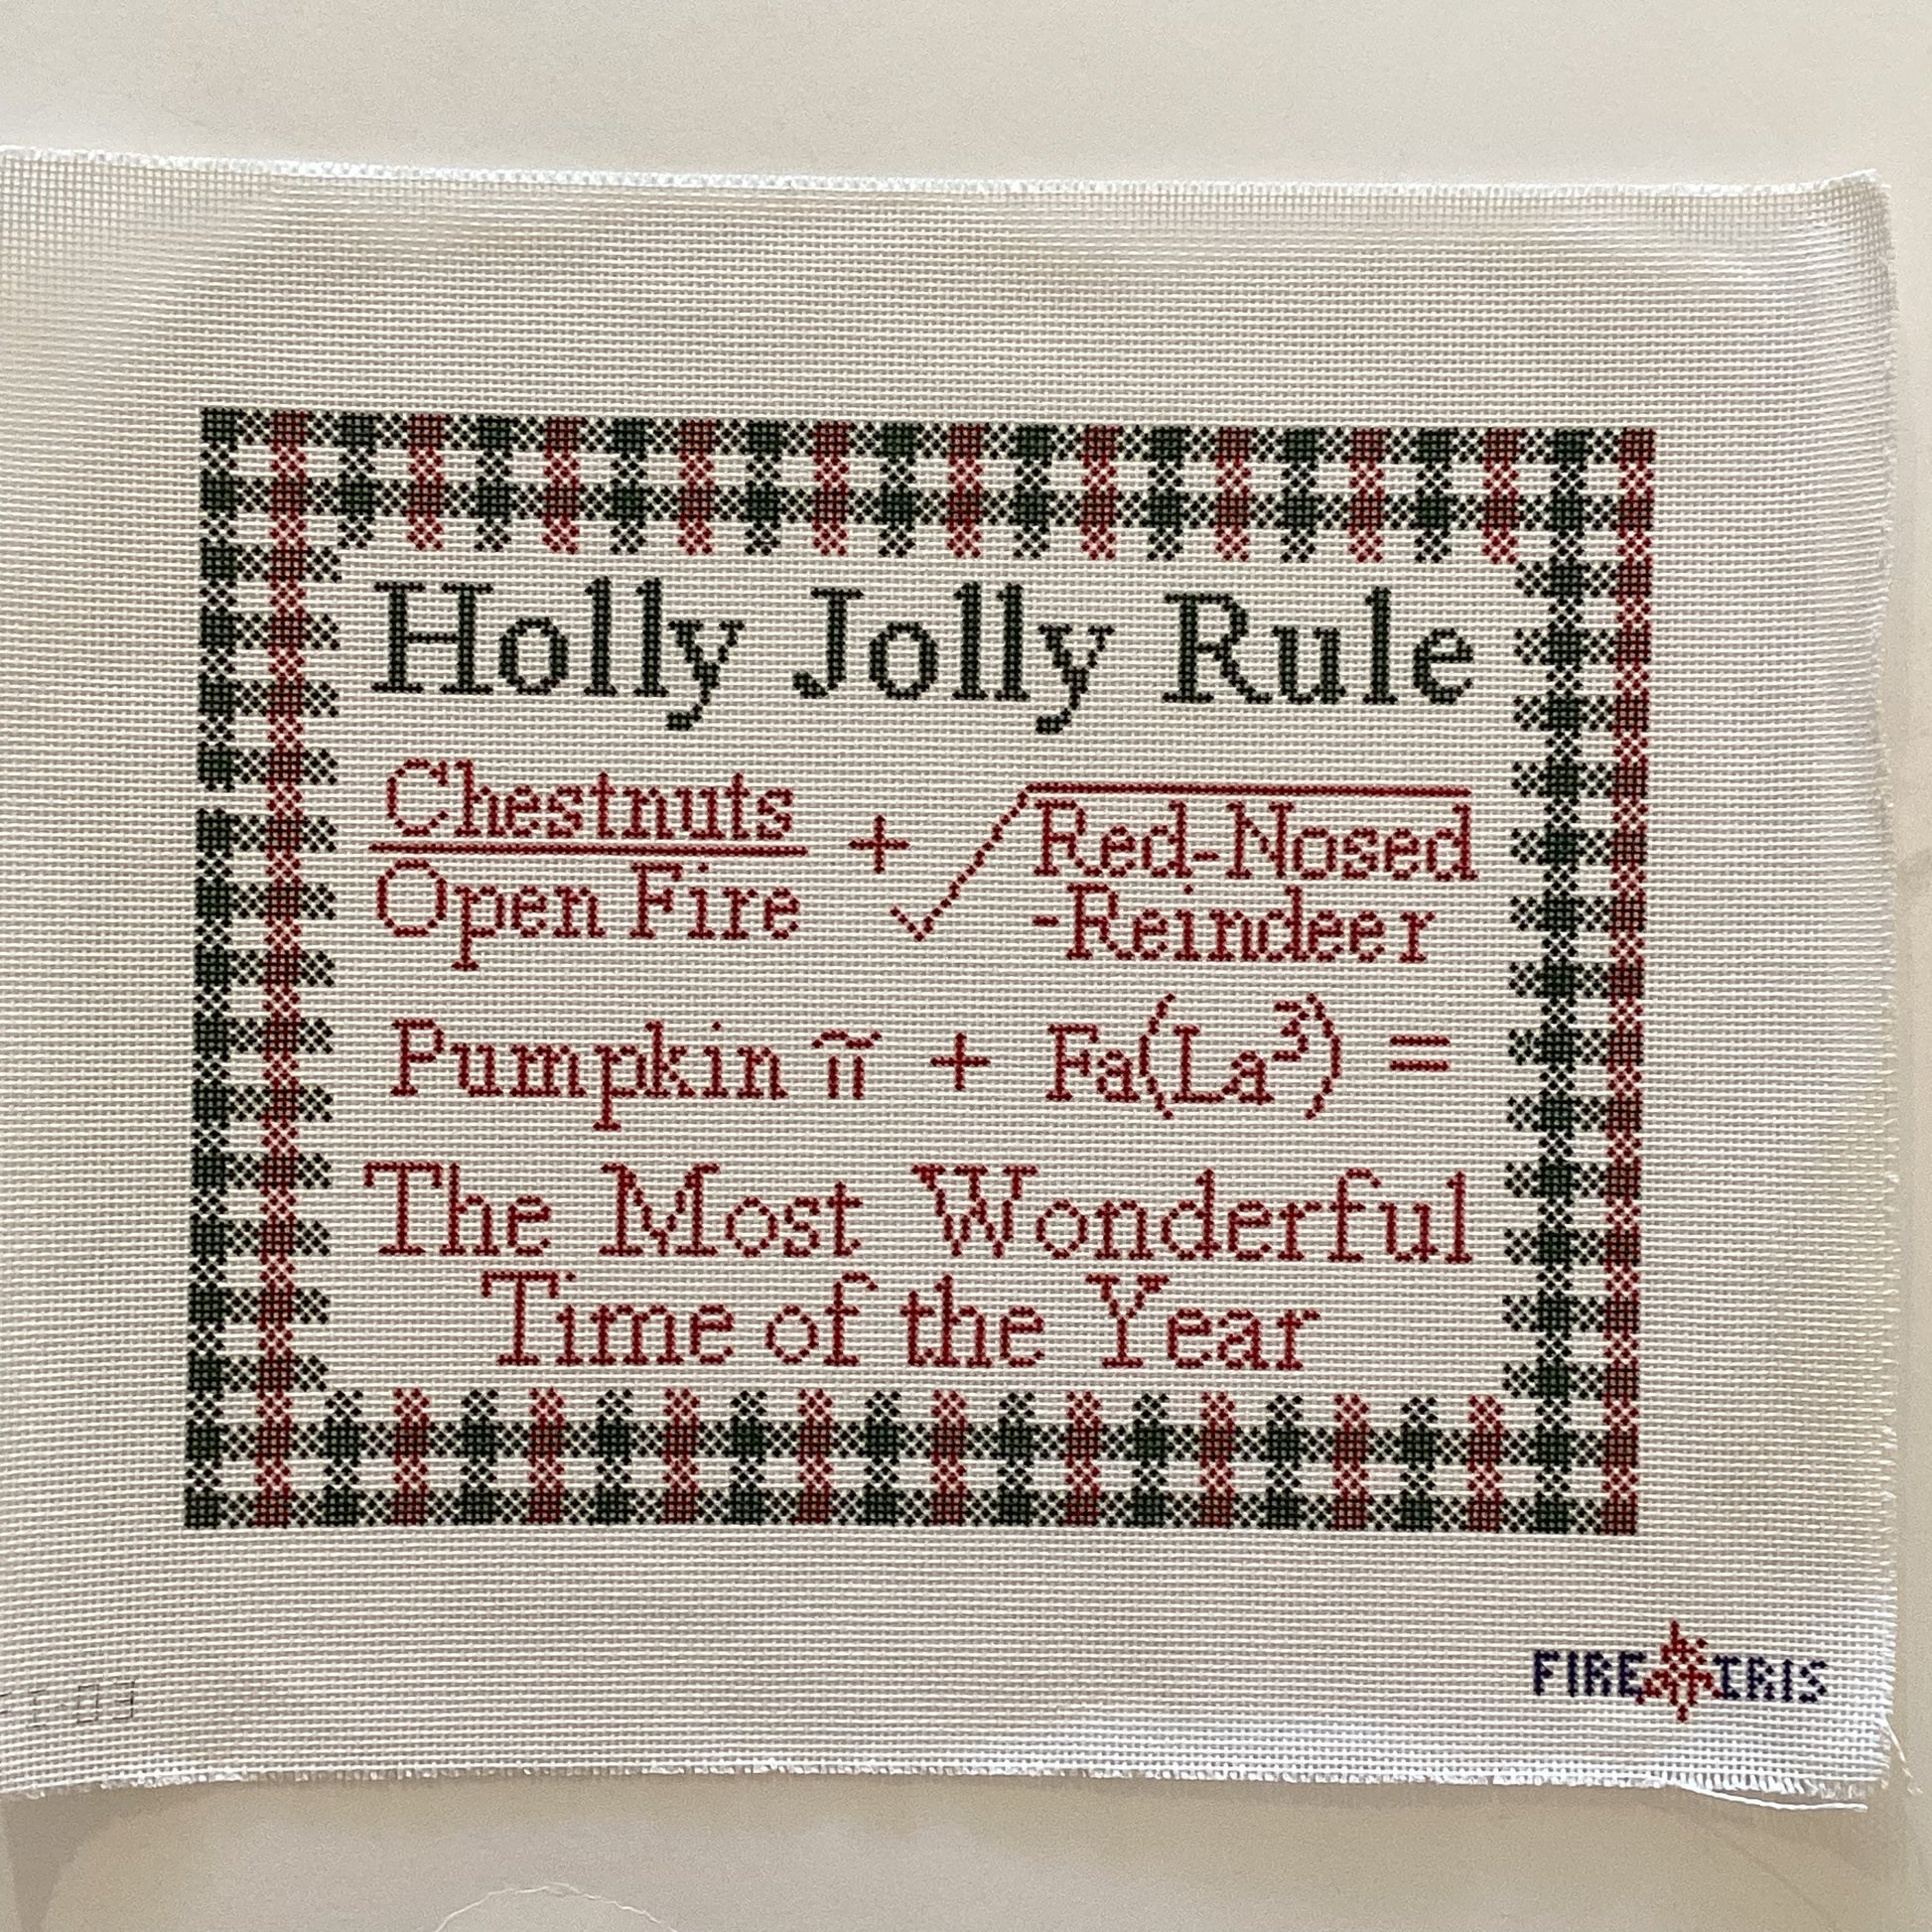 Holly Jolly Rule
Chestnuts
Open Fire
+ √
Red-Nosed
-Reindeer
Pumpkin π + Fa(La³) =
The Most Wonderful
Time of the Year
FIRE IRIS